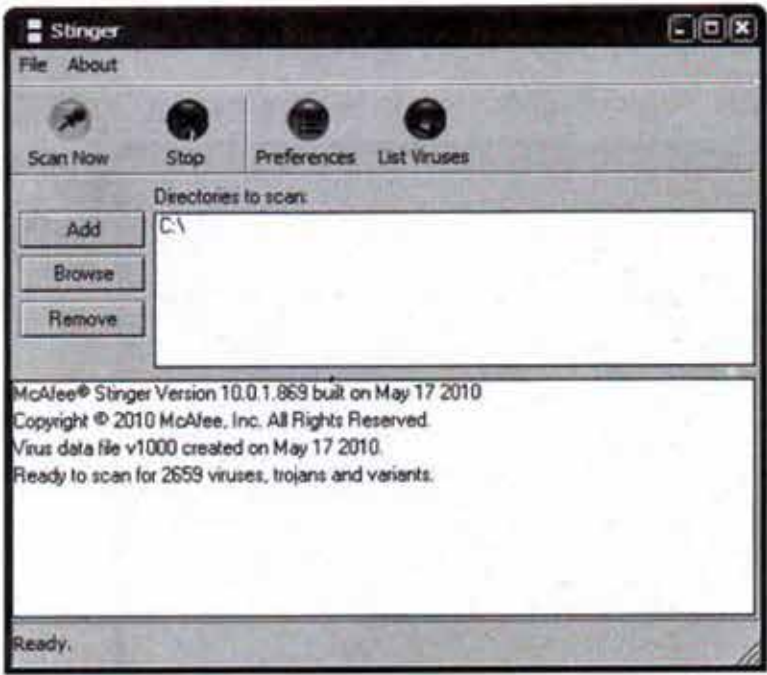 Stinger
File About
Scan Now Stop Preferences List Viruses
Directories to scan:
Add
C:\
Browse
Remove
McAfee® Stinger Version 10.0.1.869 built on May 17 2010
Copyright © 2010 McAfee, Inc. All Rights Reserved.
Virus data file v1000 created on May 17 2010.
Ready to scan for 2659 viruses, trojans and variants.
Ready.